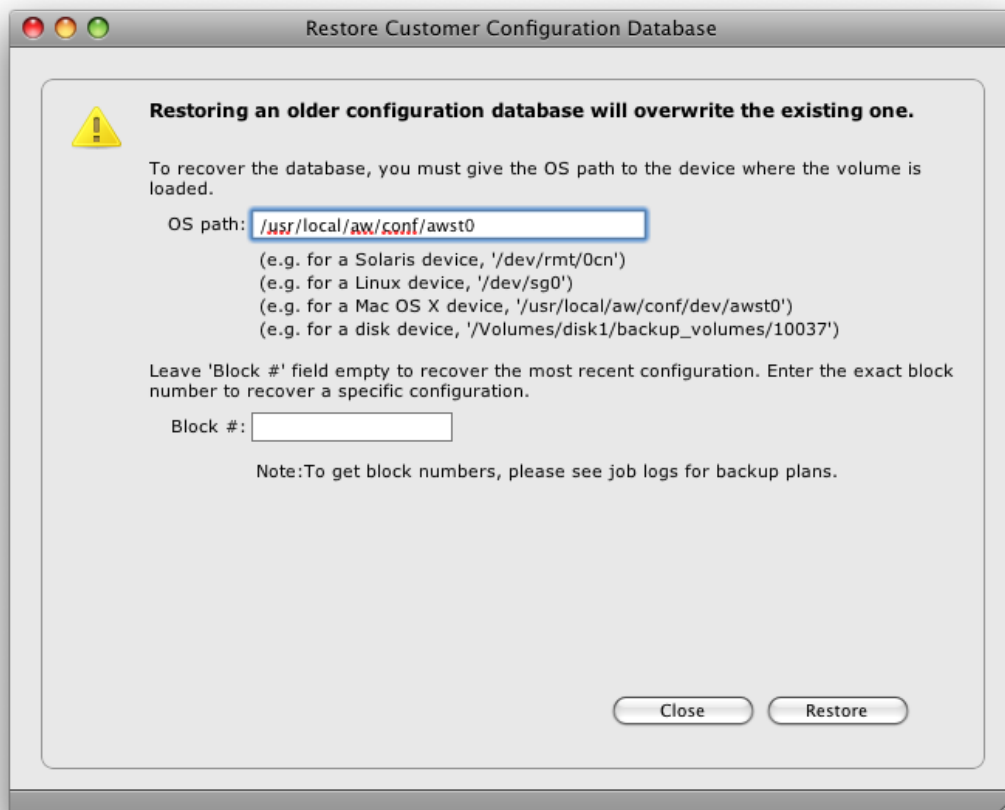 Restore Customer Configuration Database
Restoring an older configuration database will overwrite the existing one.
To recover the database, you must give the OS path to the device where the volume is
loaded.
OS path: /usr/local/aw/conf/awst0
(e.g. for a Solaris device, '/dev/rmt/0cn')
(e.g. for a Linux device, '/dev/sg0')
(e.g. for a Mac OS X device, '/usr/local/aw/conf/dev/awst0')
(e.g. for a disk device, '/Volumes/disk1/backup_volumes/10037')
Leave 'Block #' field empty to recover the most recent configuration. Enter the exact block
number to recover a specific configuration.
Block #:
Note:To get block numbers, please see job logs for backup plans.
Close Restore